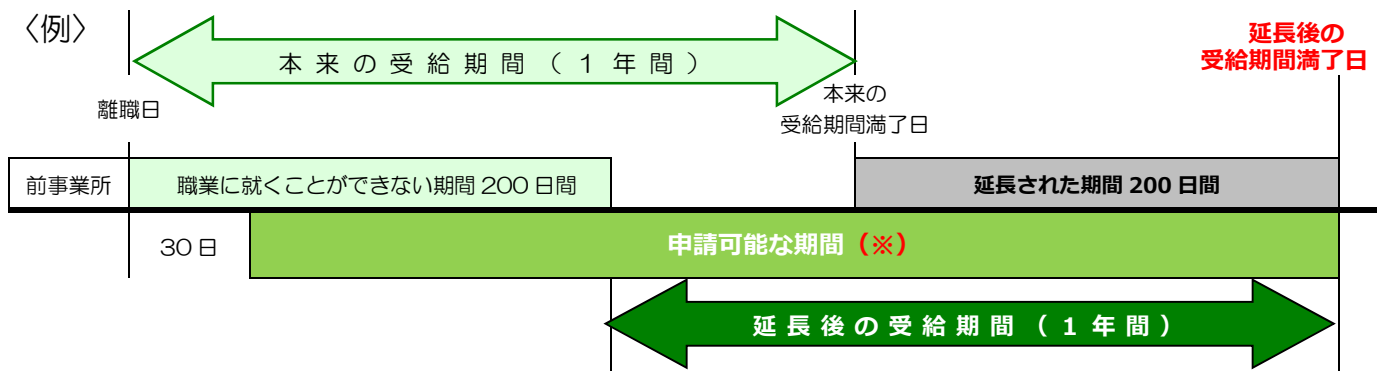 〈例〉
本来の受給期間（1年間）
延長後の
受給期間満了日
離職日
本来の
受給期間満了日
前事業所
職業に就くことができない期間 200 日間
延長された期間 200 日間
30 日
申請可能な期間（※）
延長後の受給期間（1年間）